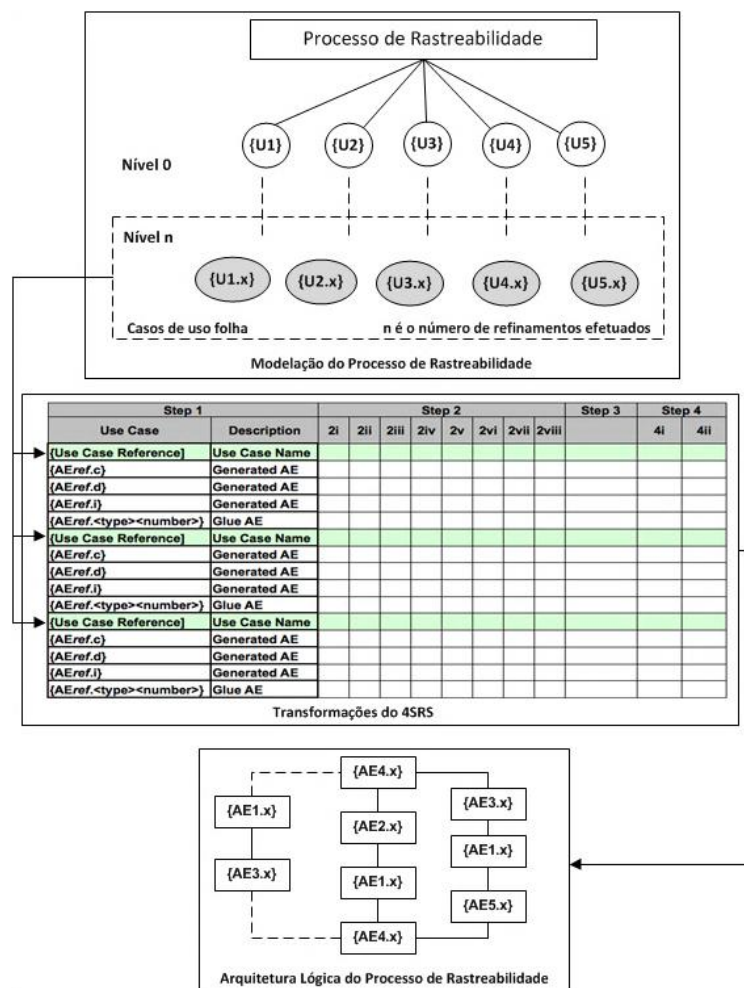 Processo de Rastreabilidade
{U1} {U2} {U3} {U4} {U5}
Nível 0
Nível n
{U1.x} {U2.x} {U3.x} {U4.x} {U5.x}
Casos de uso folha n é o número de refinamentos efetuados
Modelação do Processo de Rastreabilidade
Step 1 Step 2 Step 3 Step 4
Use Case Description 2i 2ii 2iii 2iv 2v 2vi 2vii 2viii 4i 4ii
{Use Case Reference] Use Case Name
{AEref.c} Generated AE
{AEref.d} Generated AE
{AEref.i} Generated AE
{AEref.<type><number>} Glue AE
{Use Case Reference] Use Case Name
{AEref.c} Generated AE
{AEref.d} Generated AE
{AEref.i} Generated AE
{AEref.<type><number>} Glue AE
{Use Case Reference] Use Case Name
{AEref.c} Generated AE
{AEref.d} Generated AE
{AEref.i} Generated AE
{AEref.<type><number>} Glue AE
Transformações do 4SRS
{AE4.x}
{AE1.x} {AE3.x}
{AE2.x}
{AE1.x}
{AE3.x} {AE1.x}
{AE5.x}
{AE4.x}
Arquitetura Lógica do Processo de Rastreabilidade